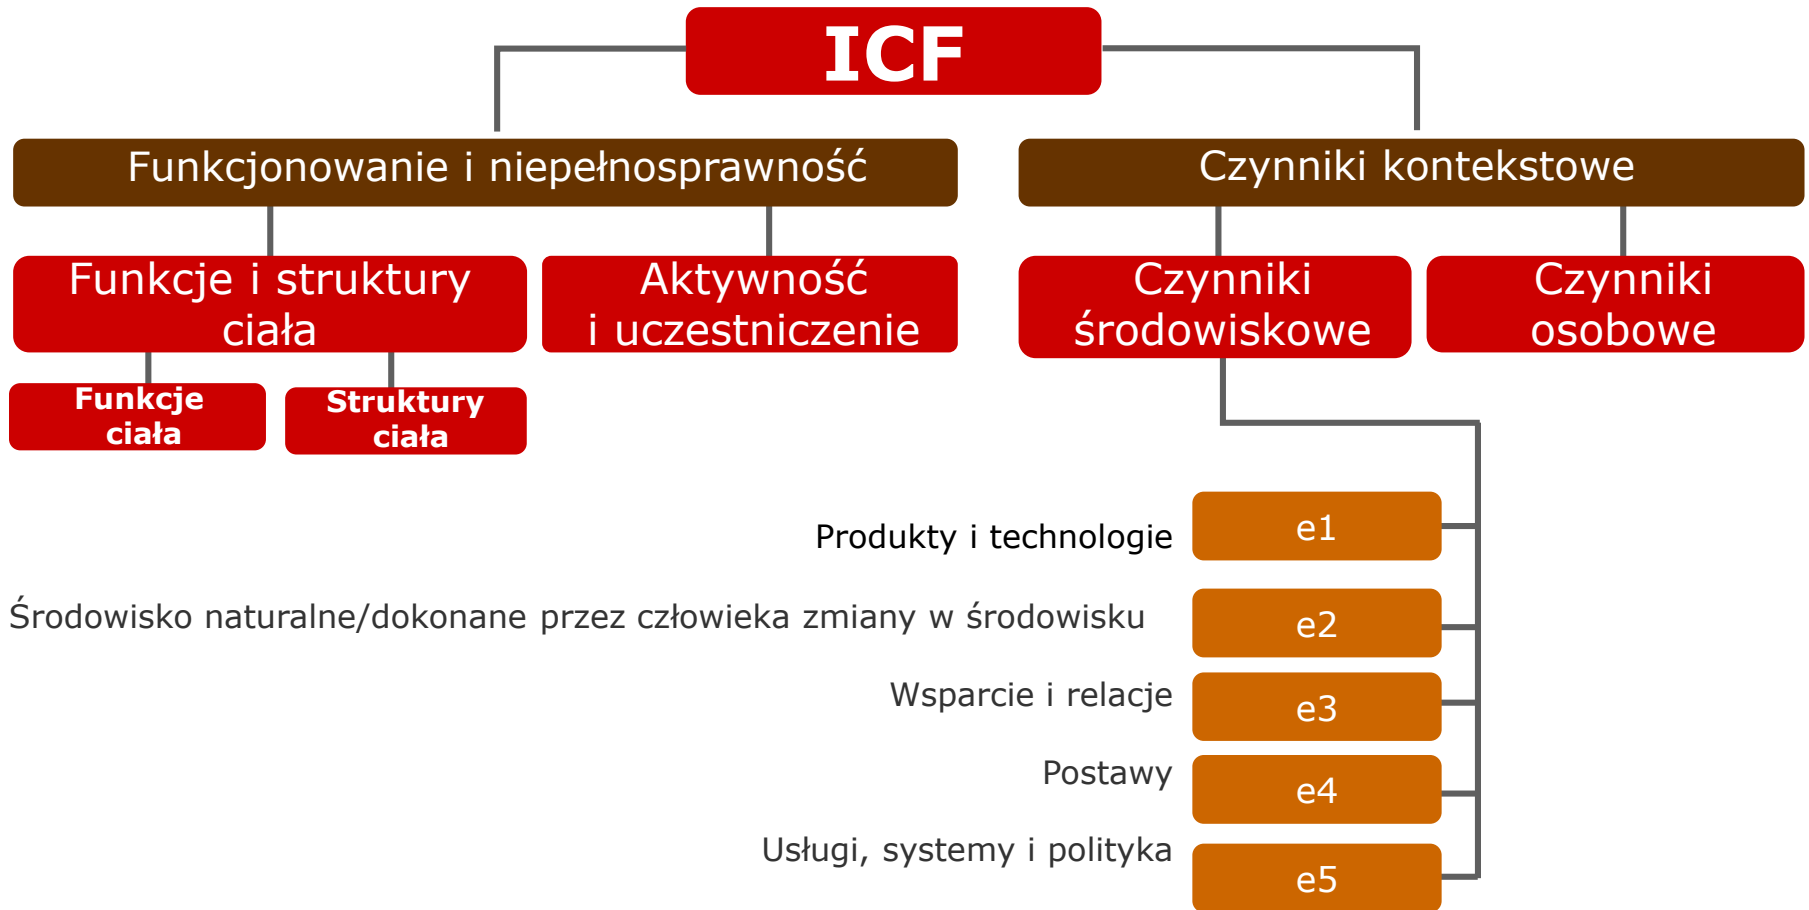 ICF
Funkcjonowanie i niepełnosprawność
Czynniki kontekstowe
Funkcje i struktury
ciała
Aktywność
i uczestniczenie
Czynniki
środowiskowe
Czynniki
osobowe
Funkcje
ciała
Struktury
ciała
Produkty i technologie
e1
Środowisko naturalne/dokonane przez człowieka zmiany w środowisku
e2
Wsparcie i relacje
e3
Postawy
e4
Usługi, systemy i polityka
e5